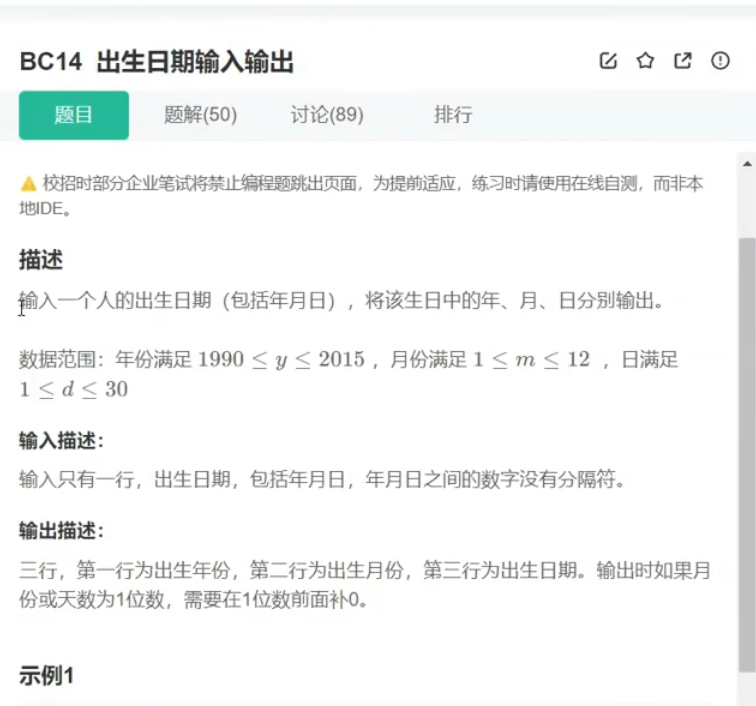 BC14 出生日期输入输出
题目 题解(50) 讨论(89) 排行
校招时部分企业笔试将禁止编程题跳出页面，为提前适应，练习时请使用在线自测，而非本
地IDE。
描述
输入一个人的出生日期（包括年月日），将该生日中的年、月、日分别输出。
数据范围：年份满足 1990 ≤ y ≤ 2015 ，月份满足 1 ≤ m ≤ 12 ，日满足
1 ≤ d ≤ 30
输入描述：
输入只有一行，出生日期，包括年月日，年月日之间的数字没有分隔符。
输出描述：
三行，第一行为出生年份，第二行为出生月份，第三行为出生日期。输出时如果月
份或天数为1位数，需要在1位数前面补0。
示例1